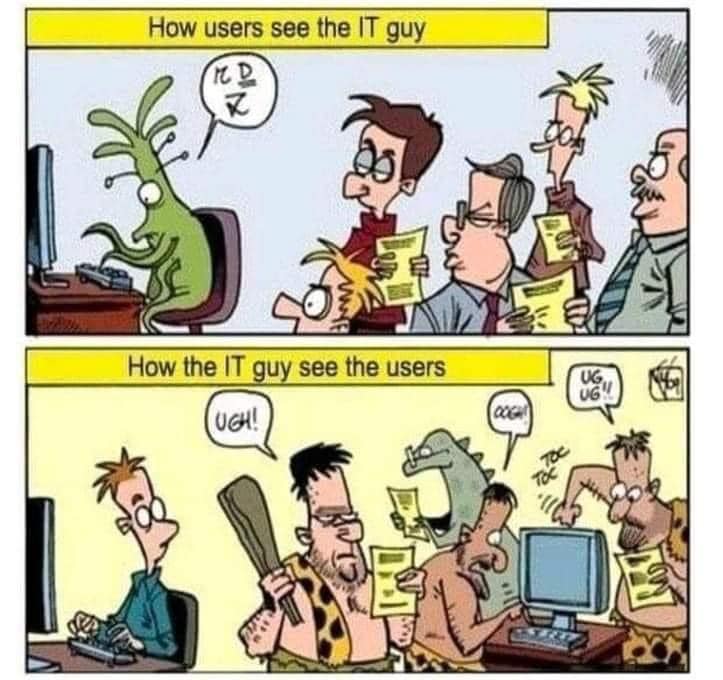 How users see the IT guy
How the IT guy see the users
UGH!
OOGH!
UG
UG!!
TOC
TOC